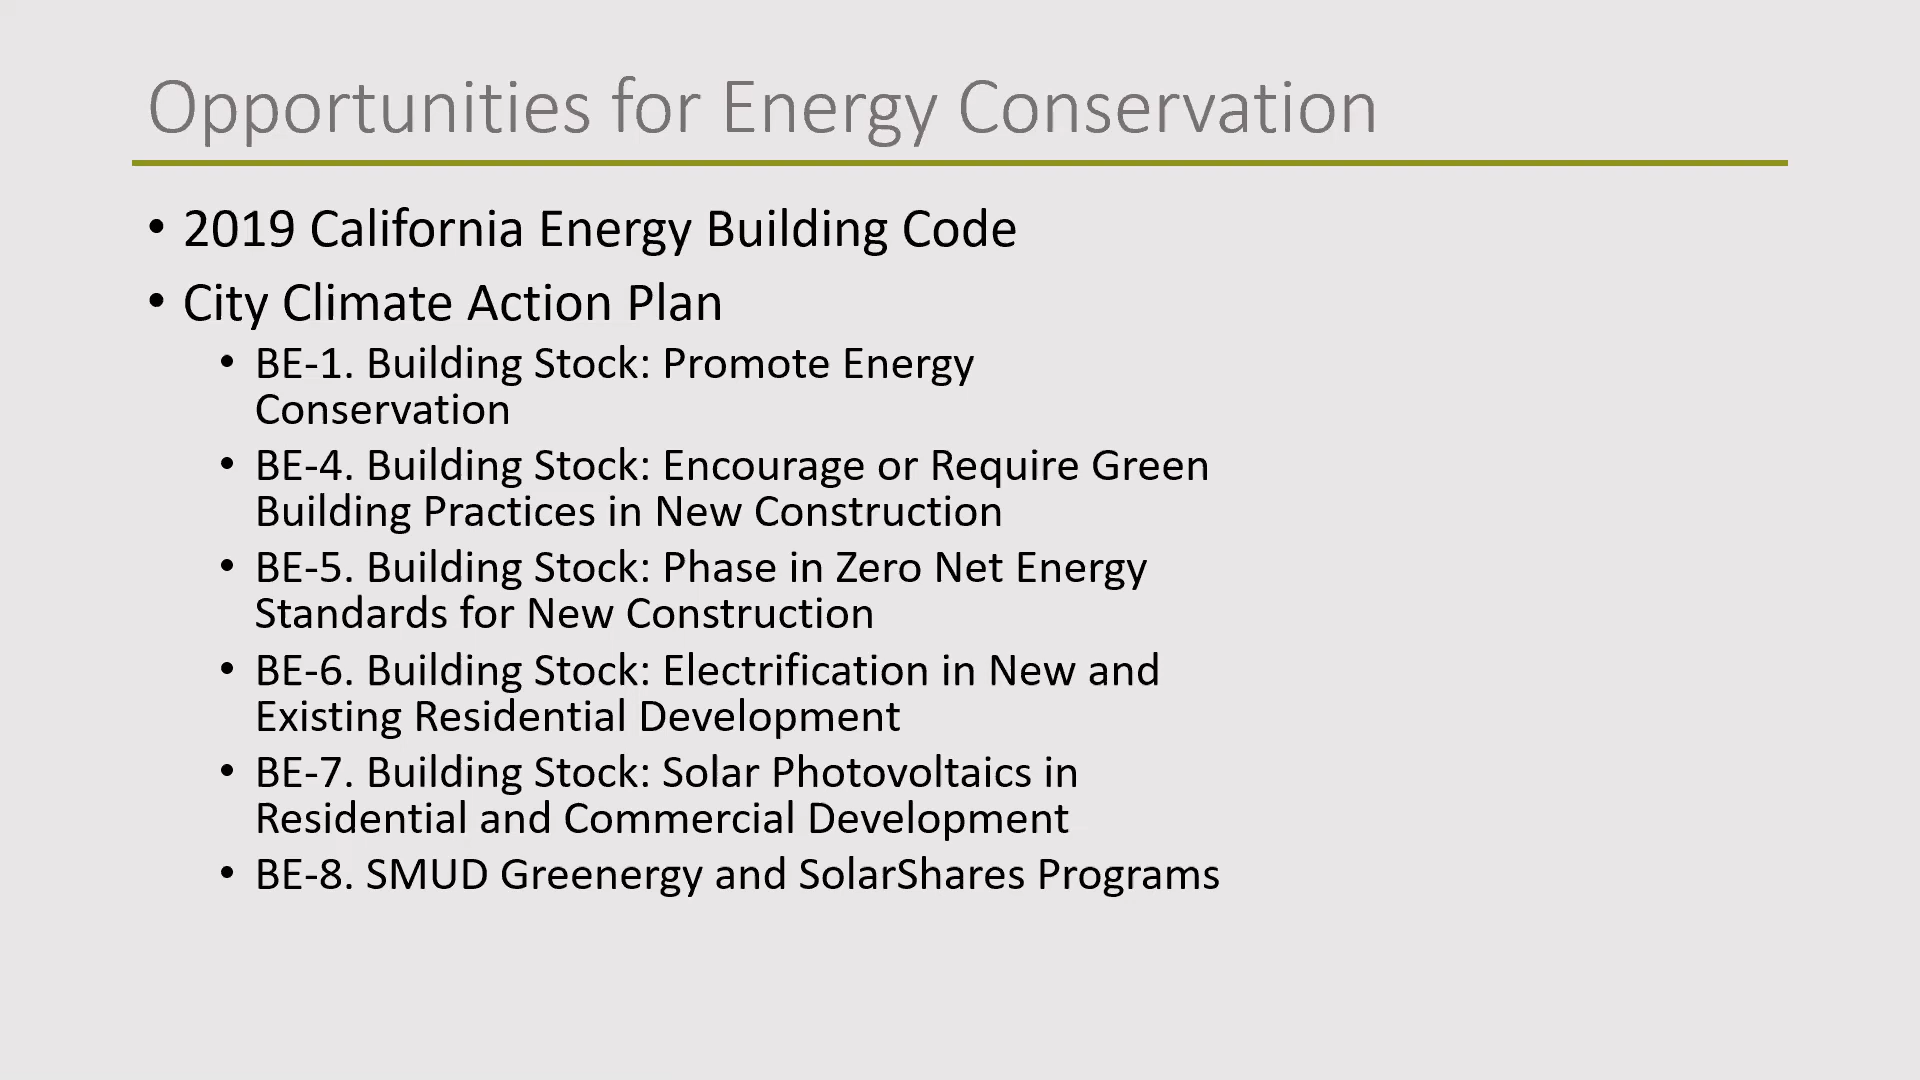 Opportunities for Energy Conservation
• 2019 California Energy Building Code
• City Climate Action Plan
• BE-1. Building Stock: Promote Energy
Conservation
• BE-4. Building Stock: Encourage or Require Green
Building Practices in New Construction
• BE-5. Building Stock: Phase in Zero Net Energy
Standards for New Construction
• BE-6. Building Stock: Electrification in New and
Existing Residential Development
• BE-7. Building Stock: Solar Photovoltaics in
Residential and Commercial Development
• BE-8. SMUD Greenergy and SolarShares Programs